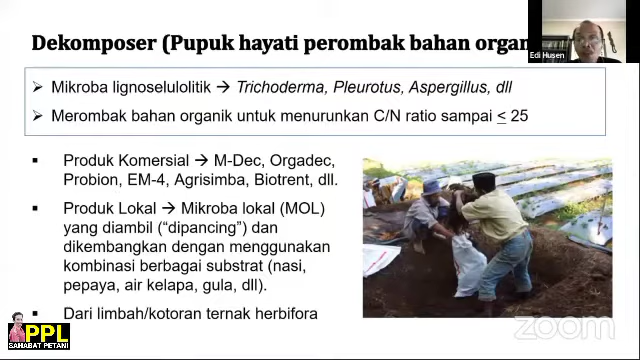 Dekomposer (Pupuk hayati perombak bahan organ
Edi Husen
➢ Mikroba lignoselulolitik → Trichoderma, Pleurotus, Aspergillus, dll
➢ Merombak bahan organik untuk menurunkan C/N ratio sampai ≤ 25
▪ Produk Komersial → M-Dec, Orgadec,
Probion, EM-4, Agrisimba, Biotrent, dll.
▪ Produk Lokal → Mikroba lokal (MOL)
yang diambil (“dipancing”) dan
dikembangkan dengan menggunakan
kombinasi berbagai substrat (nasi,
pepaya, air kelapa, gula, dll).
▪ Dari limbah/kotoran ternak herbifora
PPL
SAHABAT PETANI
zoom